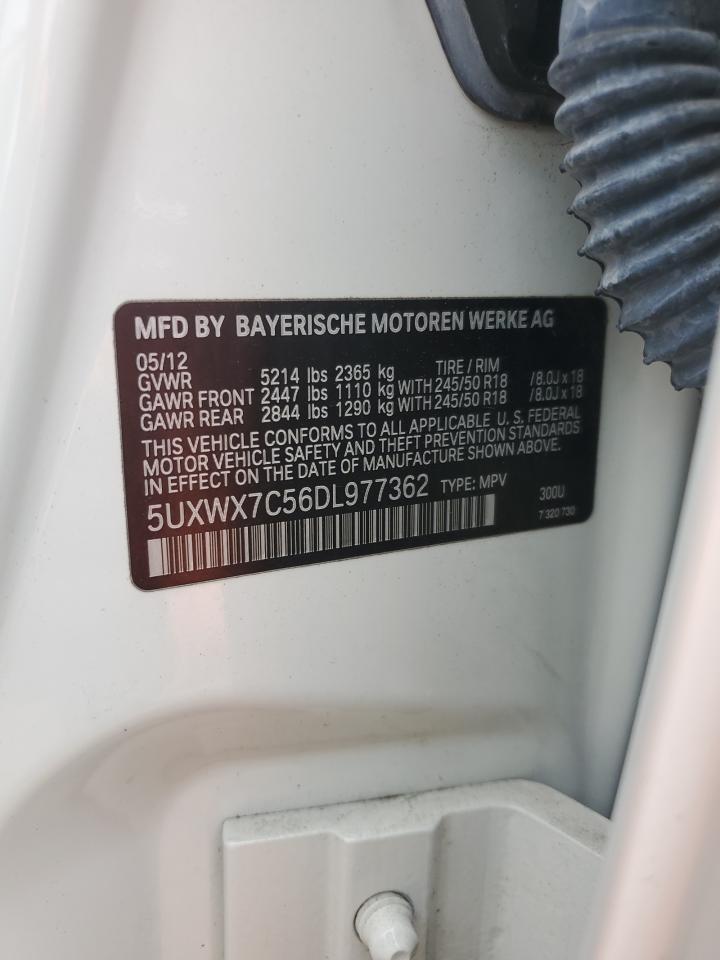 MFD BY BAYERISCHE MOTOREN WERKE AG
05/12 TIRE / RIM
GVWR 5214 lbs 2365 kg
GAWR FRONT 2447 lbs 1110 kg WITH 245/50 R18 /8.0J x 18
GAWR REAR 2844 lbs 1290 kg WITH 245/50 R18 /8.0J x 18
THIS VEHICLE CONFORMS TO ALL APPLICABLE U. S. FEDERAL
MOTOR VEHICLE SAFETY AND THEFT PREVENTION STANDARDS
IN EFFECT ON THE DATE OF MANUFACTURE SHOWN ABOVE.
5UXWX7C56DL977362 TYPE: MPV 300U
7 320 730